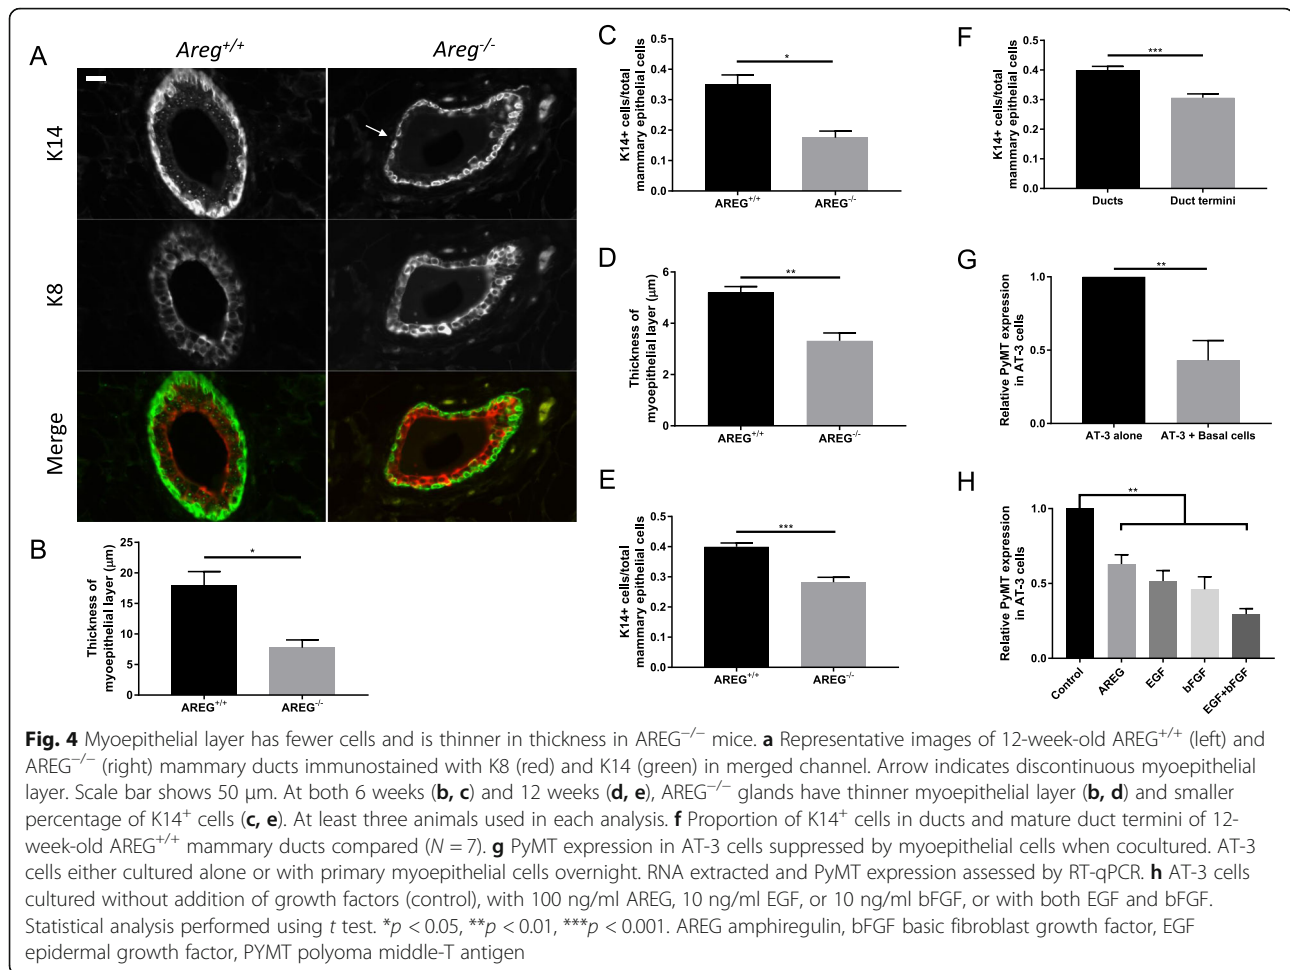 Areg+/+
Areg-/-
A
K14
K8
Merge
B
Thickness of
myoepithelial layer (μm)
25
20
15
10
5
0
*
AREG+/+
AREG-/-
C
K14+ cells/total
mammary epithelial cells
0.5
0.4
0.3
0.2
0.1
0.0
*
AREG+/+
AREG-/-
D
Thickness of
myoepithelial layer (μm)
6
4
2
0
**
AREG+/+
AREG-/-
E
K14+ cells/total
mammary epithelial cells
0.5
0.4
0.3
0.2
0.1
0.0
***
AREG+/+
AREG-/-
F
K14+ cells/total
mammary epithelial cells
0.5
0.4
0.3
0.2
0.1
0.0
***
Ducts
Duct termini
G
Relative PyMT expression
in AT-3 cells
1.0
0.5
0.0
**
AT-3 alone
AT-3 + Basal cells
H
Relative PyMT expression
in AT-3 cells
1.0
0.5
0.0
**
Control
AREG
EGF
bFGF
EGF+bFGF
Fig. 4 Myoepithelial layer has fewer cells and is thinner in thickness in AREG−/− mice. a Representative images of 12-week-old AREG+/+ (left) and
AREG−/− (right) mammary ducts immunostained with K8 (red) and K14 (green) in merged channel. Arrow indicates discontinuous myoepithelial
layer. Scale bar shows 50 μm. At both 6 weeks (b, c) and 12 weeks (d, e), AREG−/− glands have thinner myoepithelial layer (b, d) and smaller
percentage of K14+ cells (c, e). At least three animals used in each analysis. f Proportion of K14+ cells in ducts and mature duct termini of 12-
week-old AREG+/+ mammary ducts compared (N = 7). g PyMT expression in AT-3 cells suppressed by myoepithelial cells when cocultured. AT-3
cells either cultured alone or with primary myoepithelial cells overnight. RNA extracted and PyMT expression assessed by RT-qPCR. h AT-3 cells
cultured without addition of growth factors (control), with 100 ng/ml AREG, 10 ng/ml EGF, or 10 ng/ml bFGF, or with both EGF and bFGF.
Statistical analysis performed using t test. *p < 0.05, **p < 0.01, ***p < 0.001. AREG amphiregulin, bFGF basic fibroblast growth factor, EGF
epidermal growth factor, PYMT polyoma middle-T antigen